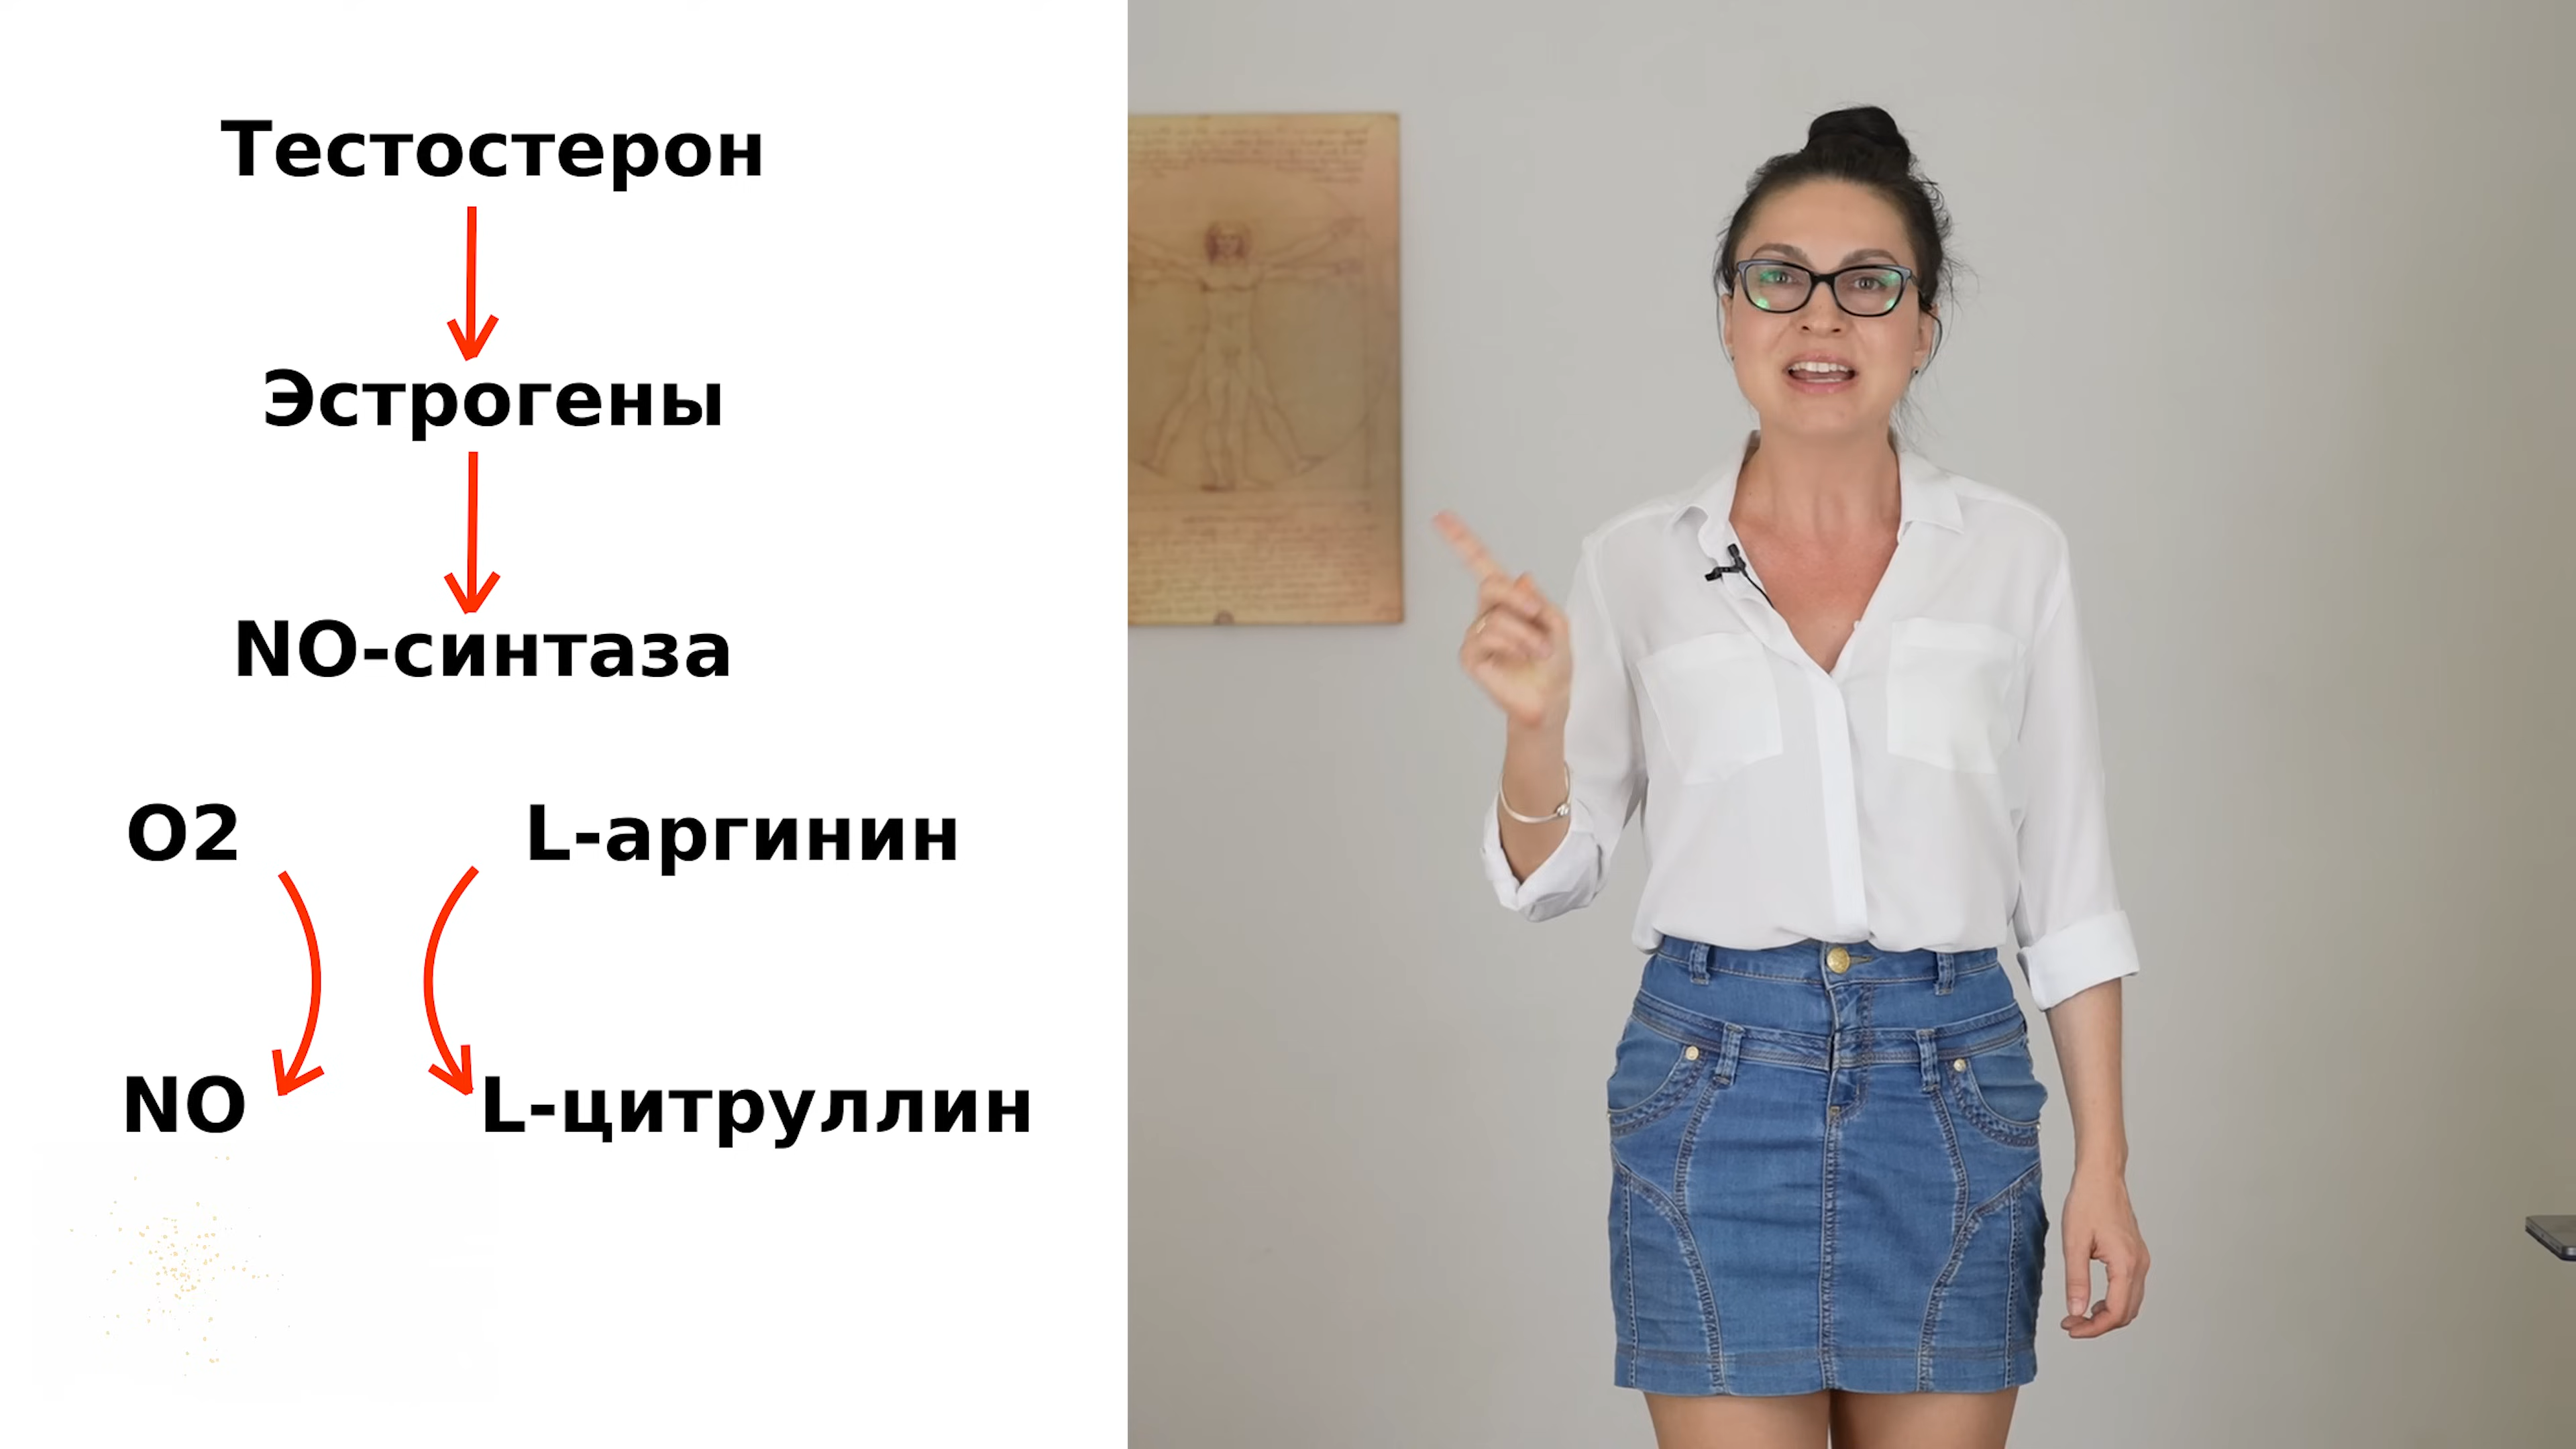 Тестостерон
Эстрогены
NO-синтаза
O2 L-аргинин
NO L-цитруллин